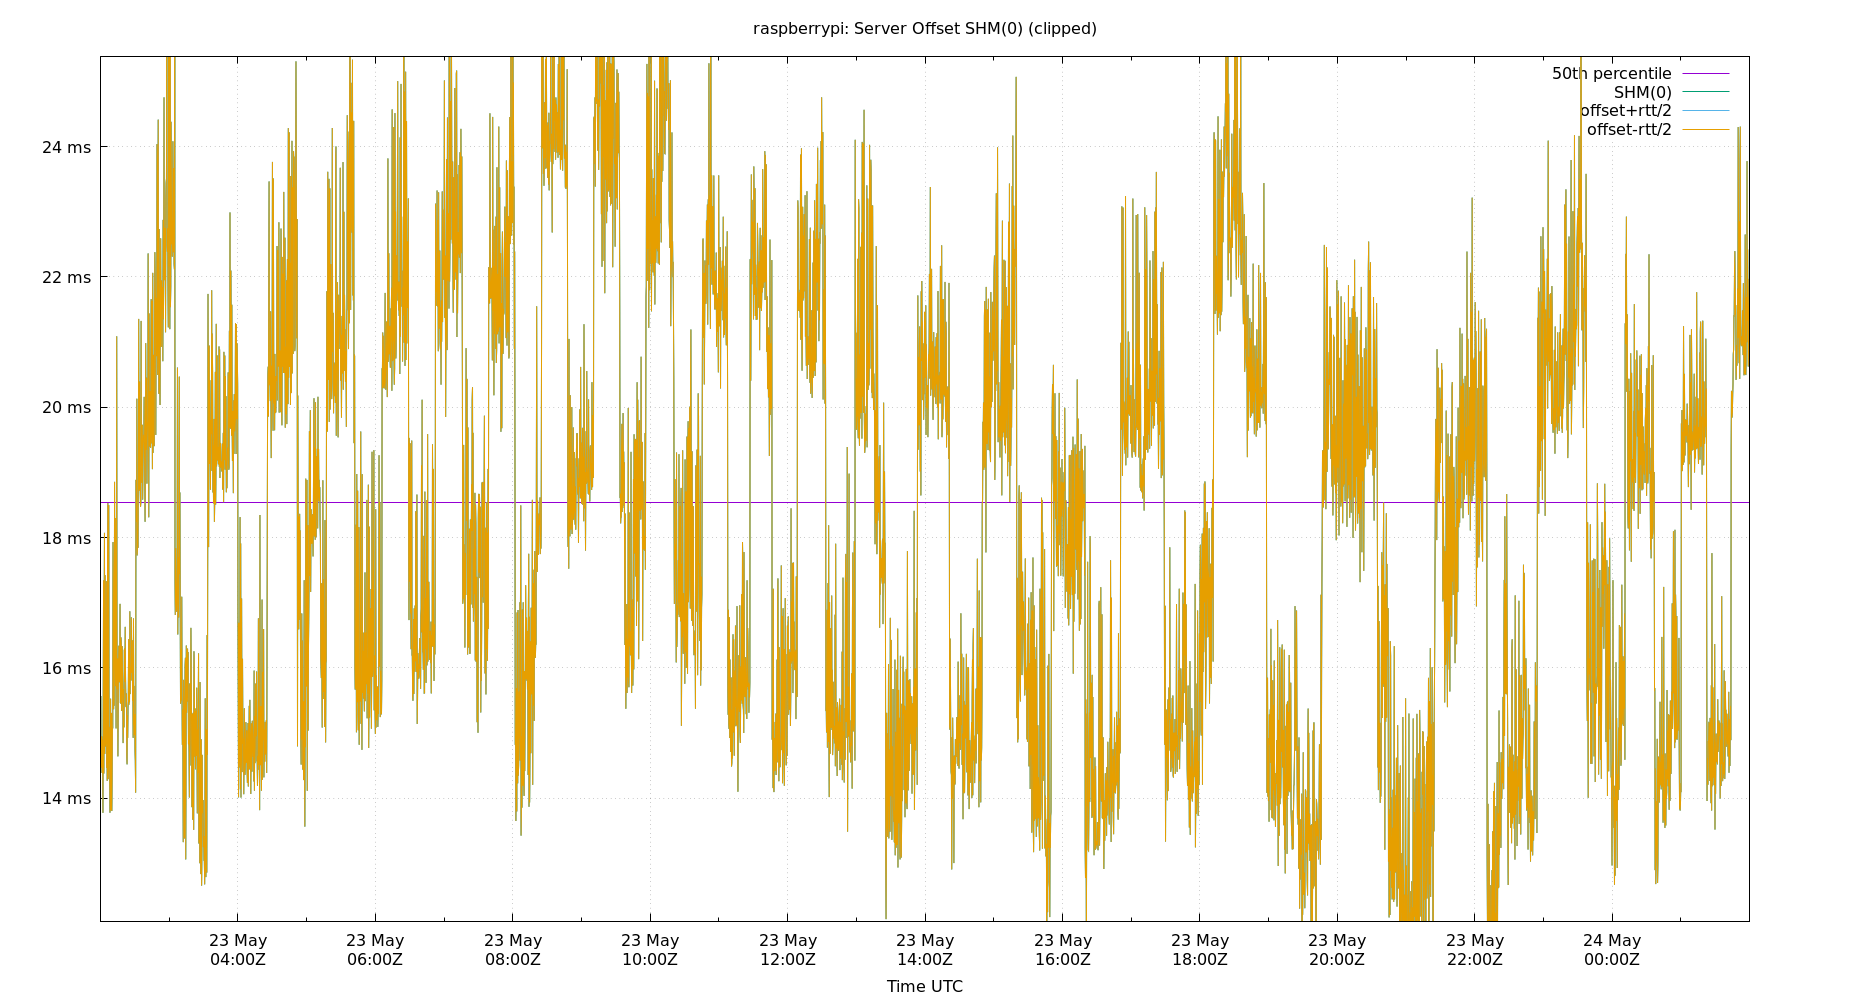 raspberrypi: Server Offset SHM(0) (clipped)
50th percentile
SHM(0)
offset+rtt/2
offset-rtt/2
24 ms
22 ms
20 ms
18 ms
16 ms
14 ms
23 May 23 May 23 May 23 May 23 May 23 May 23 May 23 May 23 May 23 May 24 May
04:00Z 06:00Z 08:00Z 10:00Z 12:00Z 14:00Z 16:00Z 18:00Z 20:00Z 22:00Z 00:00Z
Time UTC